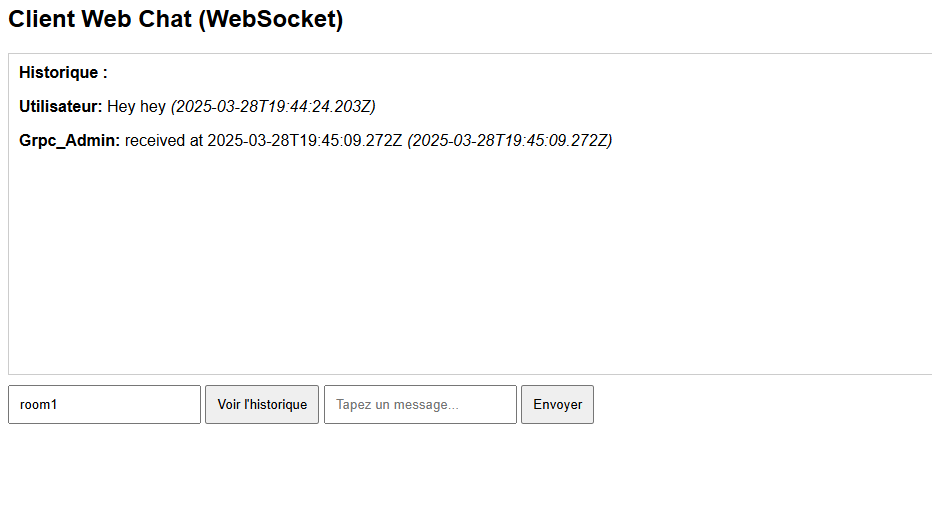 Client Web Chat (WebSocket)
Historique :
Utilisateur: Hey hey (2025-03-28T19:44:24.203Z)
Grpc_Admin: received at 2025-03-28T19:45:09.272Z (2025-03-28T19:45:09.272Z)
room1 Voir l'historique Tapez un message... Envoyer